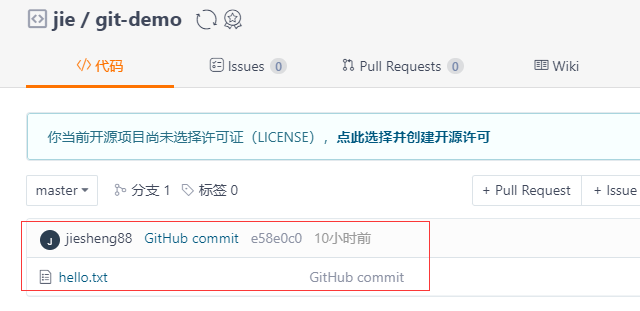 jie / git-demo
代码 Issues 0 Pull Requests 0 Wiki
你当前开源项目尚未选择许可证（LICENSE），点此选择并创建开源许可
master 分支 1 标签 0 + Pull Request + Issue
J jiesheng88 GitHub commit e58e0c0 10小时前
hello.txt GitHub commit